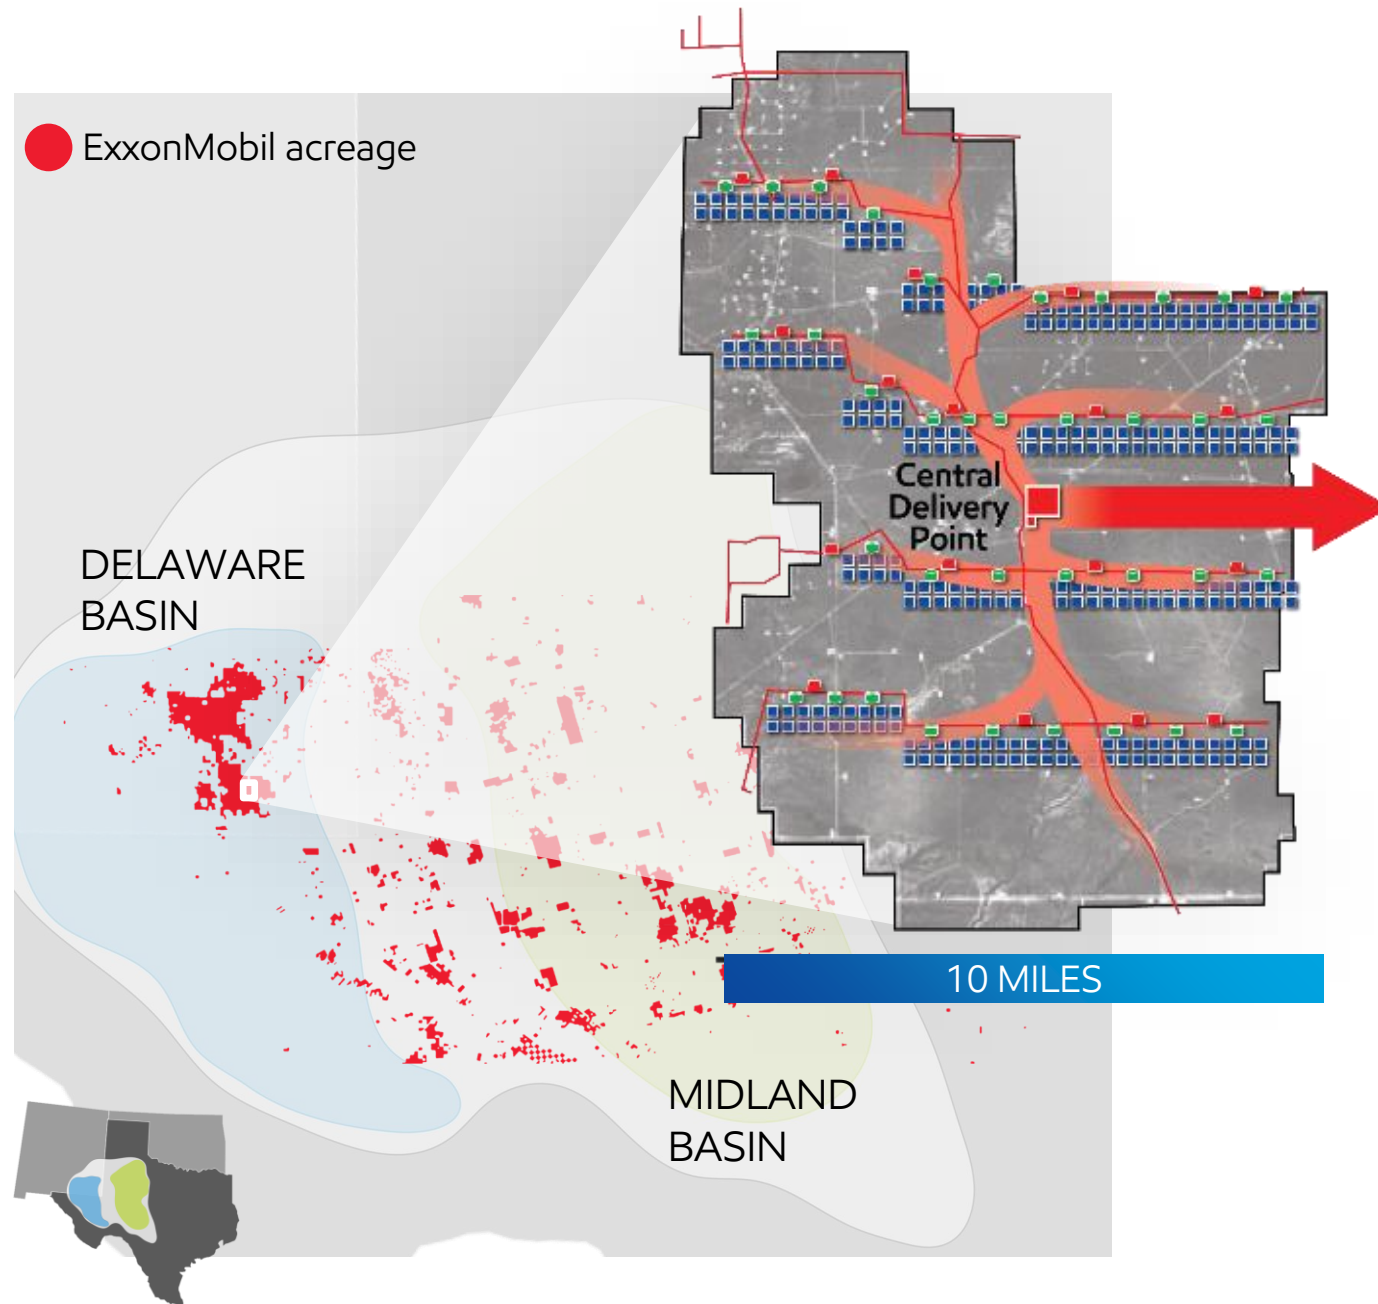 ExxonMobil acreage
Central
Delivery
Point
DELAWARE
BASIN
10 MILES
MIDLAND
BASIN